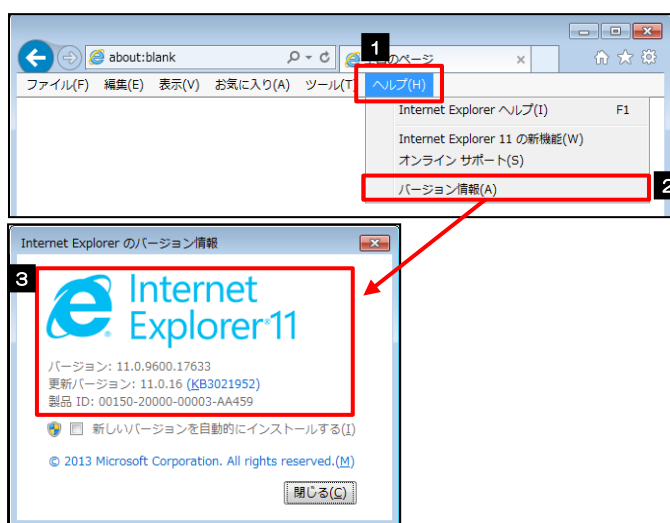 about:blank
1
のページ
ファイル(F) 編集(E) 表示(V) お気に入り(A) ツール(T) ヘルプ(H)
Internet Explorer ヘルプ(I) F1
Internet Explorer 11 の新機能(W)
オンライン サポート(S)
バージョン情報(A)
2
Internet Explorer のバージョン情報
3
Internet
Explorer®11
バージョン: 11.0.9600.17633
更新バージョン: 11.0.16 (KB3021952)
製品 ID: 00150-20000-00003-AA459
新しいバージョンを自動的にインストールする(I)
© 2013 Microsoft Corporation. All rights reserved.(M)
閉じる(C)